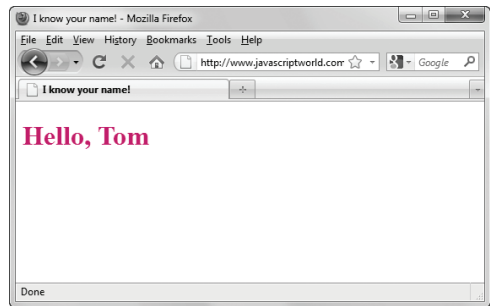 I know your name! - Mozilla Firefox
File Edit View History Bookmarks Tools Help
http://www.javascriptworld.com Google
I know your name!
Hello, Tom
Done